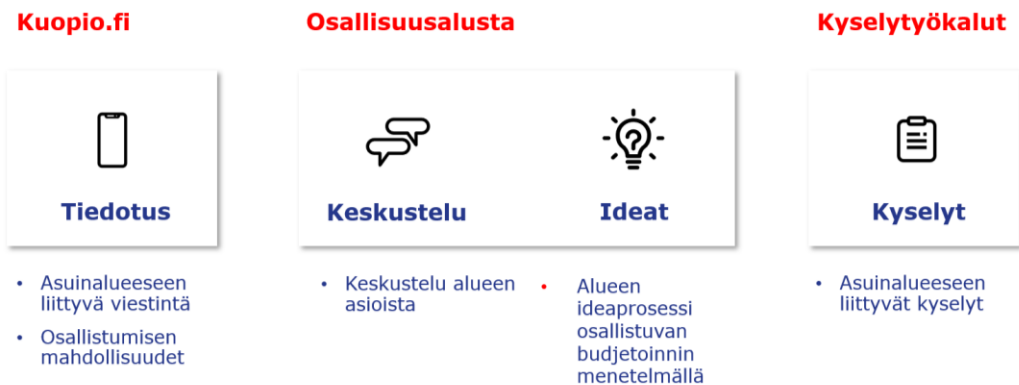 Kuopio.fi
Osallisuusalusta
Kyselytyökalut
Tiedotus
Keskustelu
Ideat
Kyselyt
• Asuinalueeseen
liittyvä viestintä
• Osallistumisen
mahdollisuudet
• Keskustelu alueen
asioista
• Alueen
ideaprosessi
osallistuvan
budjetoinnin
menetelmällä
• Asuinalueeseen
liittyvät kyselyt